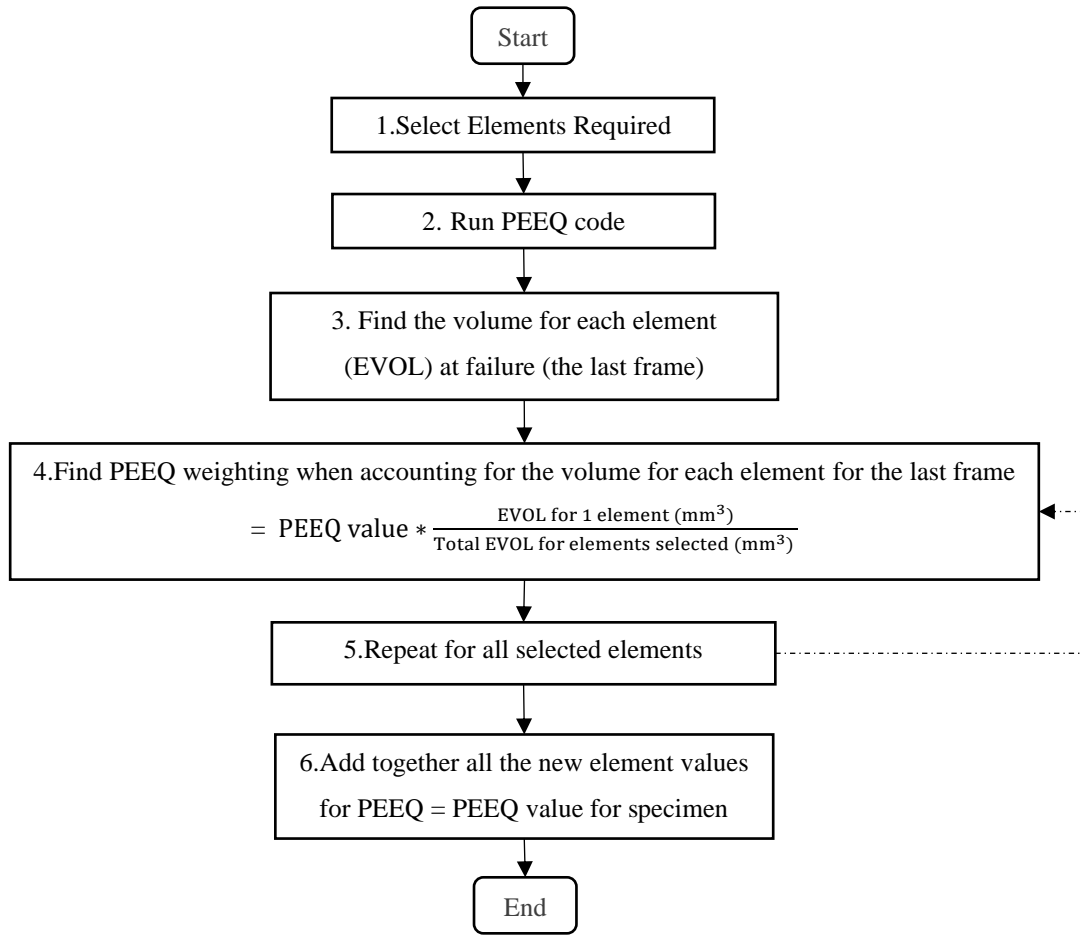 Start
1.Select Elements Required
2. Run PEEQ code
3. Find the volume for each element
(EVOL) at failure (the last frame)
4.Find PEEQ weighting when accounting for the volume for each element for the last frame
= PEEQ value * EVOL for 1 element (mm³) / Total EVOL for elements selected (mm³)
5.Repeat for all selected elements
6.Add together all the new element values
for PEEQ = PEEQ value for specimen
End